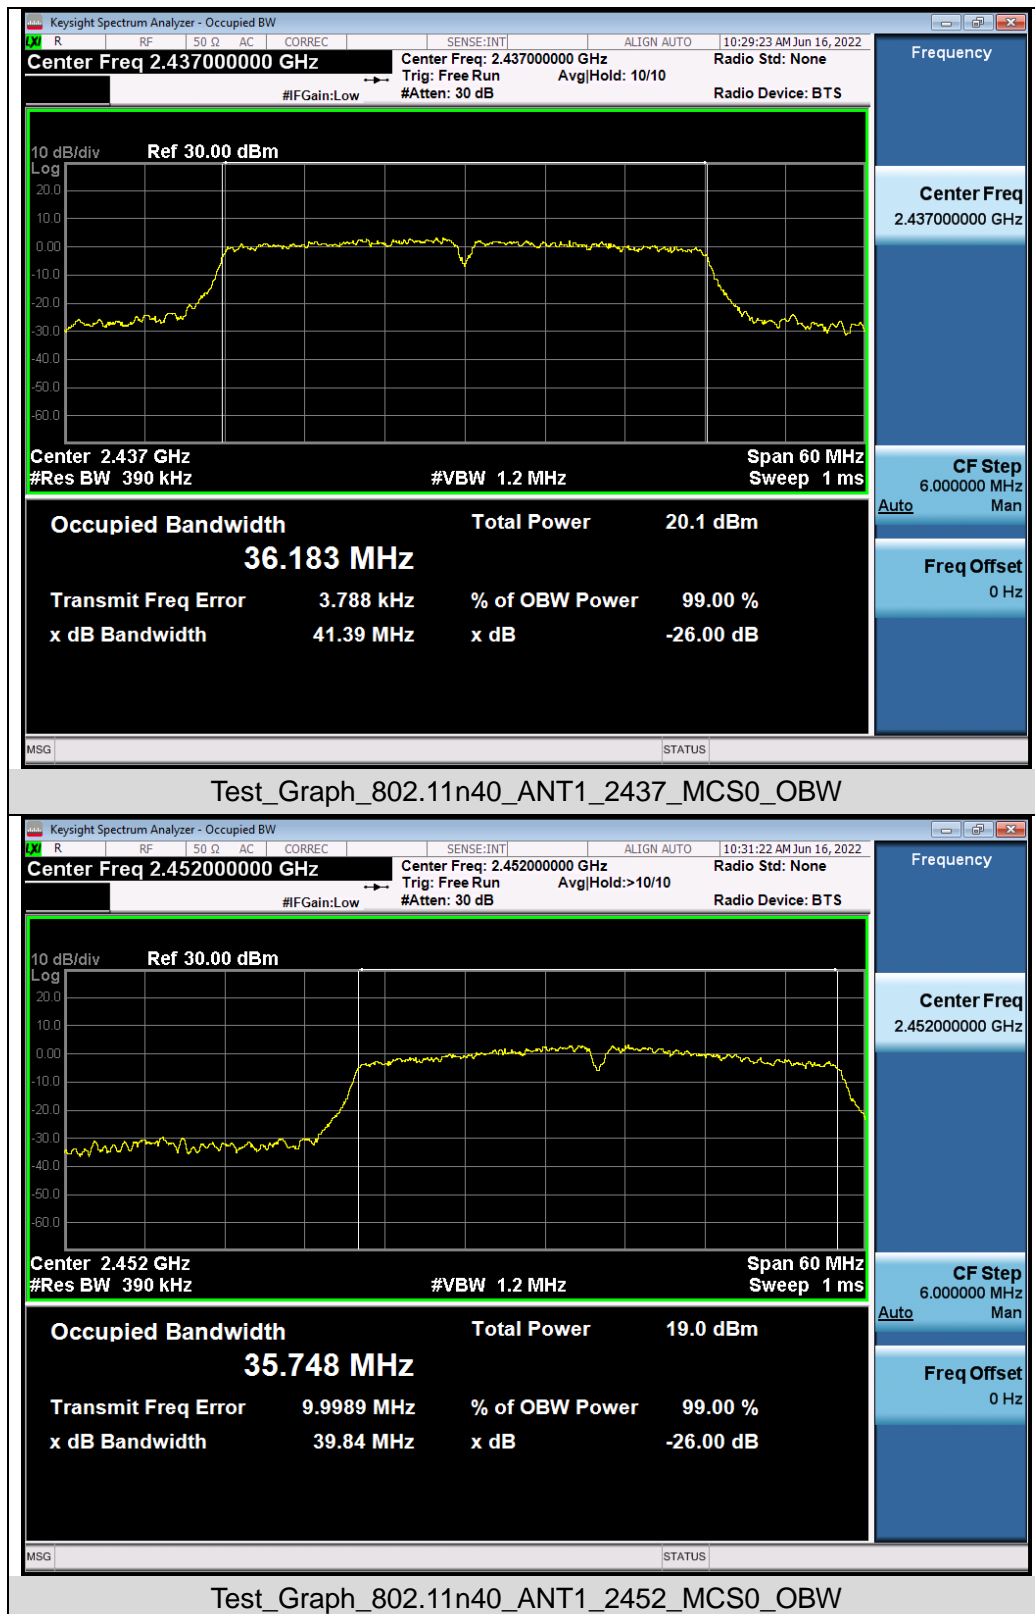 Keysight Spectrum Analyzer - Occupied BW
LXI R RF 50 Ω AC CORREC SENSE:INT ALIGN AUTO 10:29:23 AM Jun 16, 2022
Center Freq 2.437000000 GHz
Center Freq: 2.437000000 GHz Radio Std: None
Trig: Free Run Avg|Hold: 10/10
#IFGain:Low #Atten: 30 dB Radio Device: BTS
10 dB/div Ref 30.00 dBm
Log
20.0
10.0
0.00
-10.0
-20.0
-30.0
-40.0
-50.0
-60.0
Center 2.437 GHz Span 60 MHz
#Res BW 390 kHz #VBW 1.2 MHz Sweep 1 ms
Occupied Bandwidth Total Power 20.1 dBm
36.183 MHz
Transmit Freq Error 3.788 kHz % of OBW Power 99.00 %
x dB Bandwidth 41.39 MHz x dB -26.00 dB
MSG STATUS
Frequency
Center Freq
2.437000000 GHz
CF Step
6.000000 MHz
Auto Man
Freq Offset
0 Hz
Test_Graph_802.11n40_ANT1_2437_MCS0_OBW
Keysight Spectrum Analyzer - Occupied BW
LXI R RF 50 Ω AC CORREC SENSE:INT ALIGN AUTO 10:31:22 AM Jun 16, 2022
Center Freq 2.452000000 GHz
Center Freq: 2.452000000 GHz Radio Std: None
Trig: Free Run Avg|Hold:>10/10
#IFGain:Low #Atten: 30 dB Radio Device: BTS
10 dB/div Ref 30.00 dBm
Log
20.0
10.0
0.00
-10.0
-20.0
-30.0
-40.0
-50.0
-60.0
Center 2.452 GHz Span 60 MHz
#Res BW 390 kHz #VBW 1.2 MHz Sweep 1 ms
Occupied Bandwidth Total Power 19.0 dBm
35.748 MHz
Transmit Freq Error 9.9989 MHz % of OBW Power 99.00 %
x dB Bandwidth 39.84 MHz x dB -26.00 dB
MSG STATUS
Frequency
Center Freq
2.452000000 GHz
CF Step
6.000000 MHz
Auto Man
Freq Offset
0 Hz
Test_Graph_802.11n40_ANT1_2452_MCS0_OBW